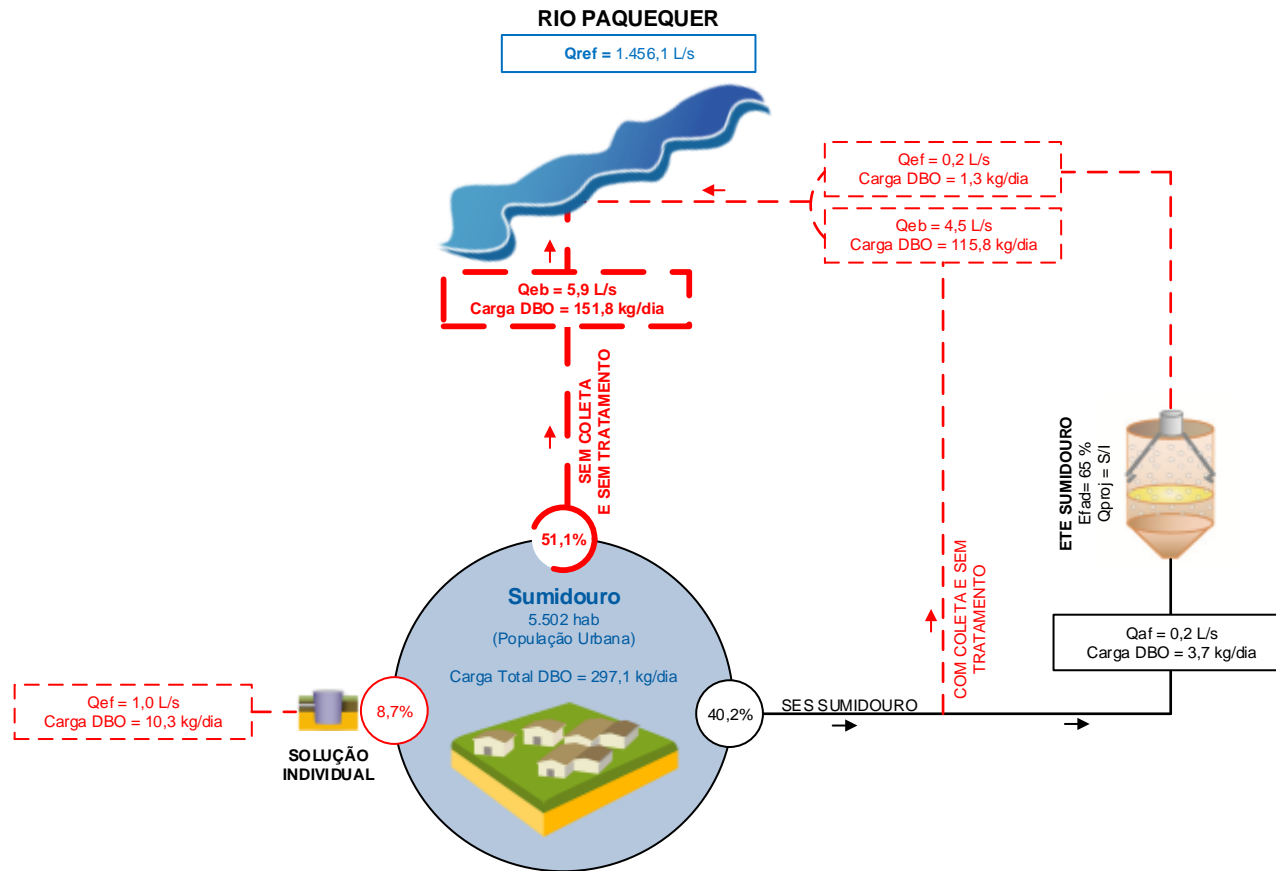 RIO PAQUEQUER
Qref = 1.456,1 L/s
Qef = 0,2 L/s
Carga DBO = 1,3 kg/dia
Qeb = 4,5 L/s
Carga DBO = 115,8 kg/dia
Qeb = 5,9 L/s
Carga DBO = 151,8 kg/dia
SEM COLETA
E SEM TRATAMENTO
ETE SUMIDOURO
Efad= 65 %
Qproj = S/I
51,1%
COM COLETA E SEM
TRATAMENTO
Sumidouro
5.502 hab
(População Urbana)
Carga Total DBO = 297,1 kg/dia
Qaf = 0,2 L/s
Carga DBO = 3,7 kg/dia
Qef = 1,0 L/s
Carga DBO = 10,3 kg/dia
8,7%
SOLUÇÃO
INDIVIDUAL
40,2%
SES SUMIDOURO